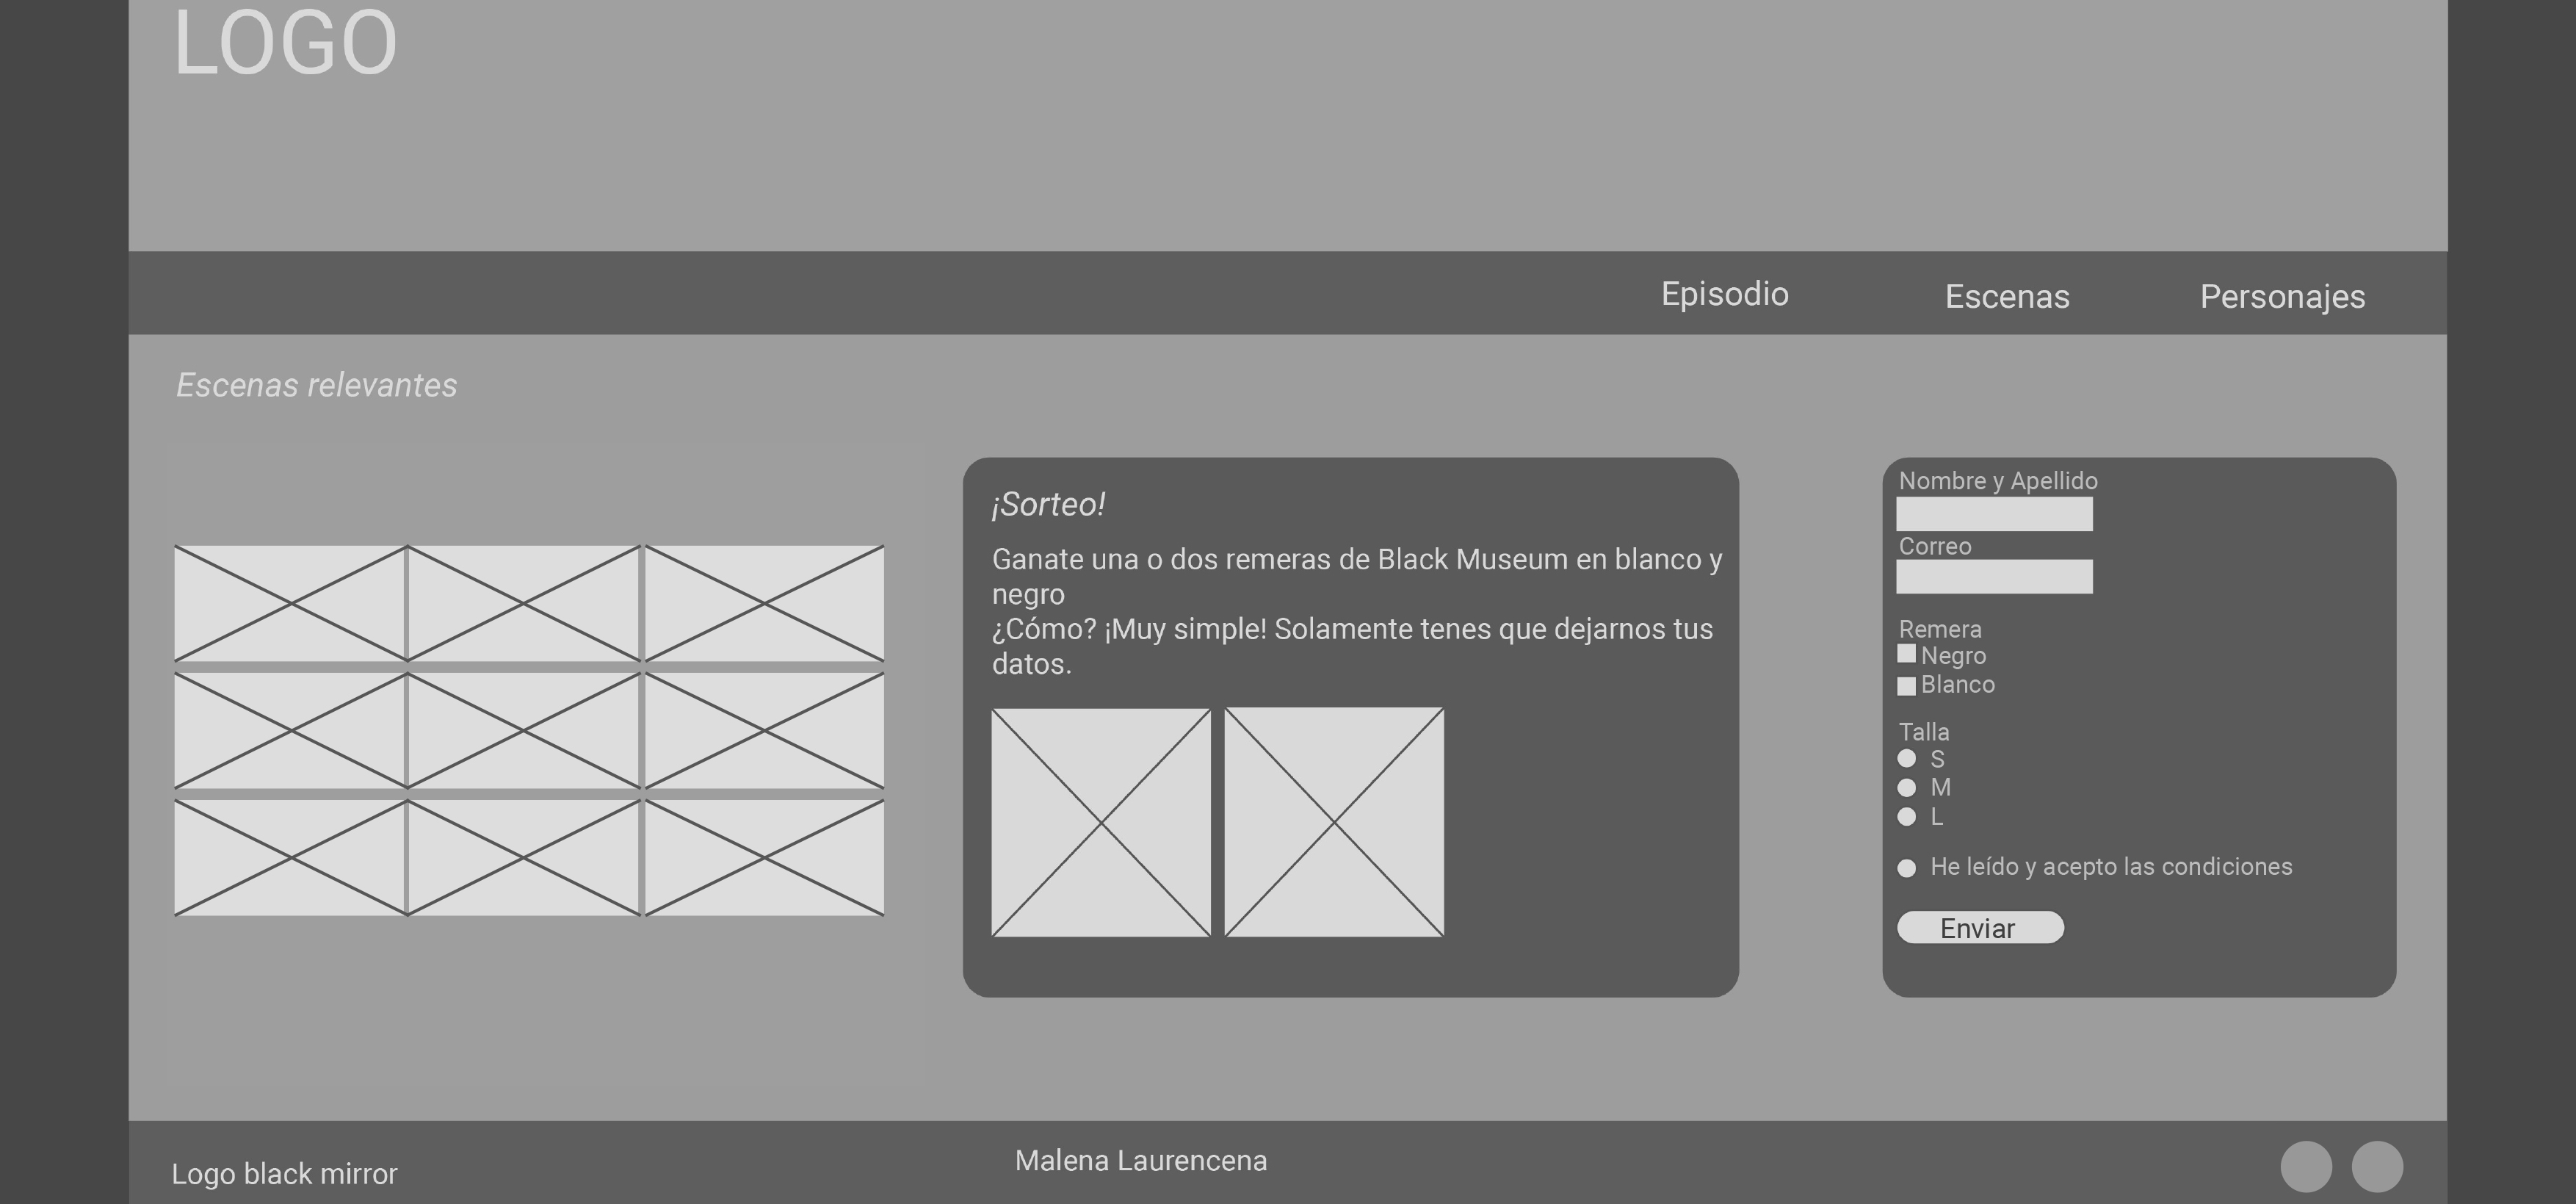 LOGO
Episodio
Escenas
Personajes
Escenas relevantes
¡Sorteo!
Ganate una o dos remeras de Black Museum en blanco y
negro
¿Cómo? ¡Muy simple! Solamente tenes que dejarnos tus
datos.
Nombre y Apellido
Correo
Remera
Negro
Blanco
Talla
S
M
L
He leído y acepto las condiciones
Enviar
Logo black mirror
Malena Laurencena